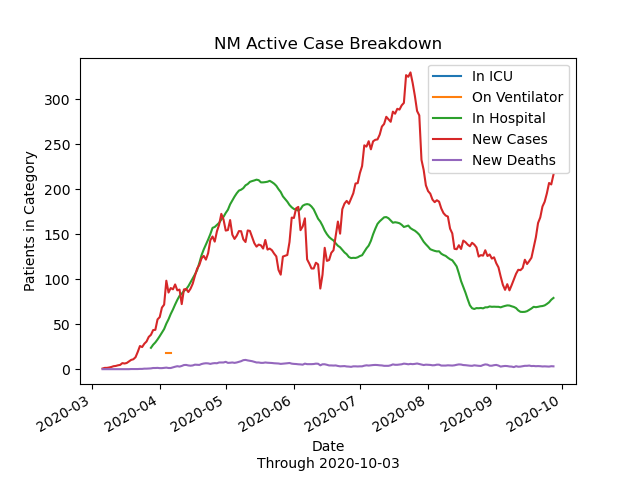 NM Active Case Breakdown
In ICU
On Ventilator
In Hospital
New Cases
New Deaths
Patients in Category
300
250
200
150
100
50
0
2020-03
2020-04
2020-05
2020-06
2020-07
2020-08
2020-09
2020-10
Date
Through 2020-10-03